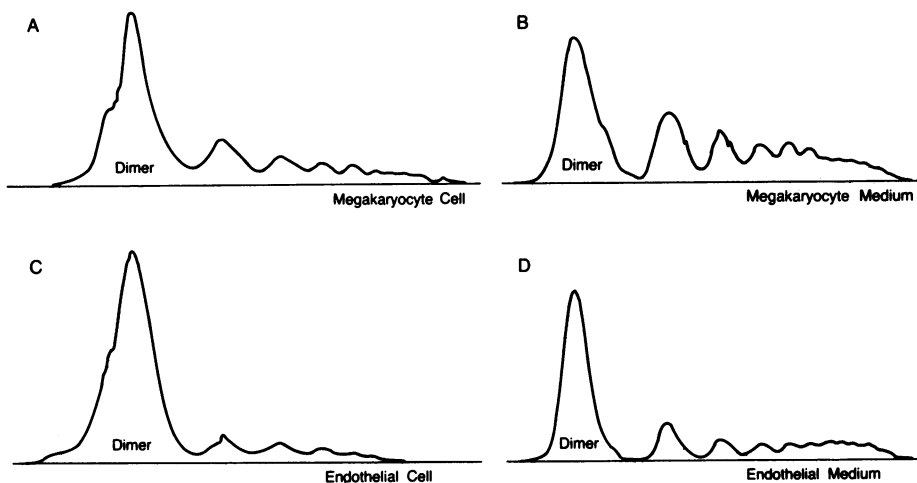 A
Dimer
Megakaryocyte Cell
B
Dimer
Megakaryocyte Medium
C
Dimer
Endothelial Cell
D
Dimer
Endothelial Medium